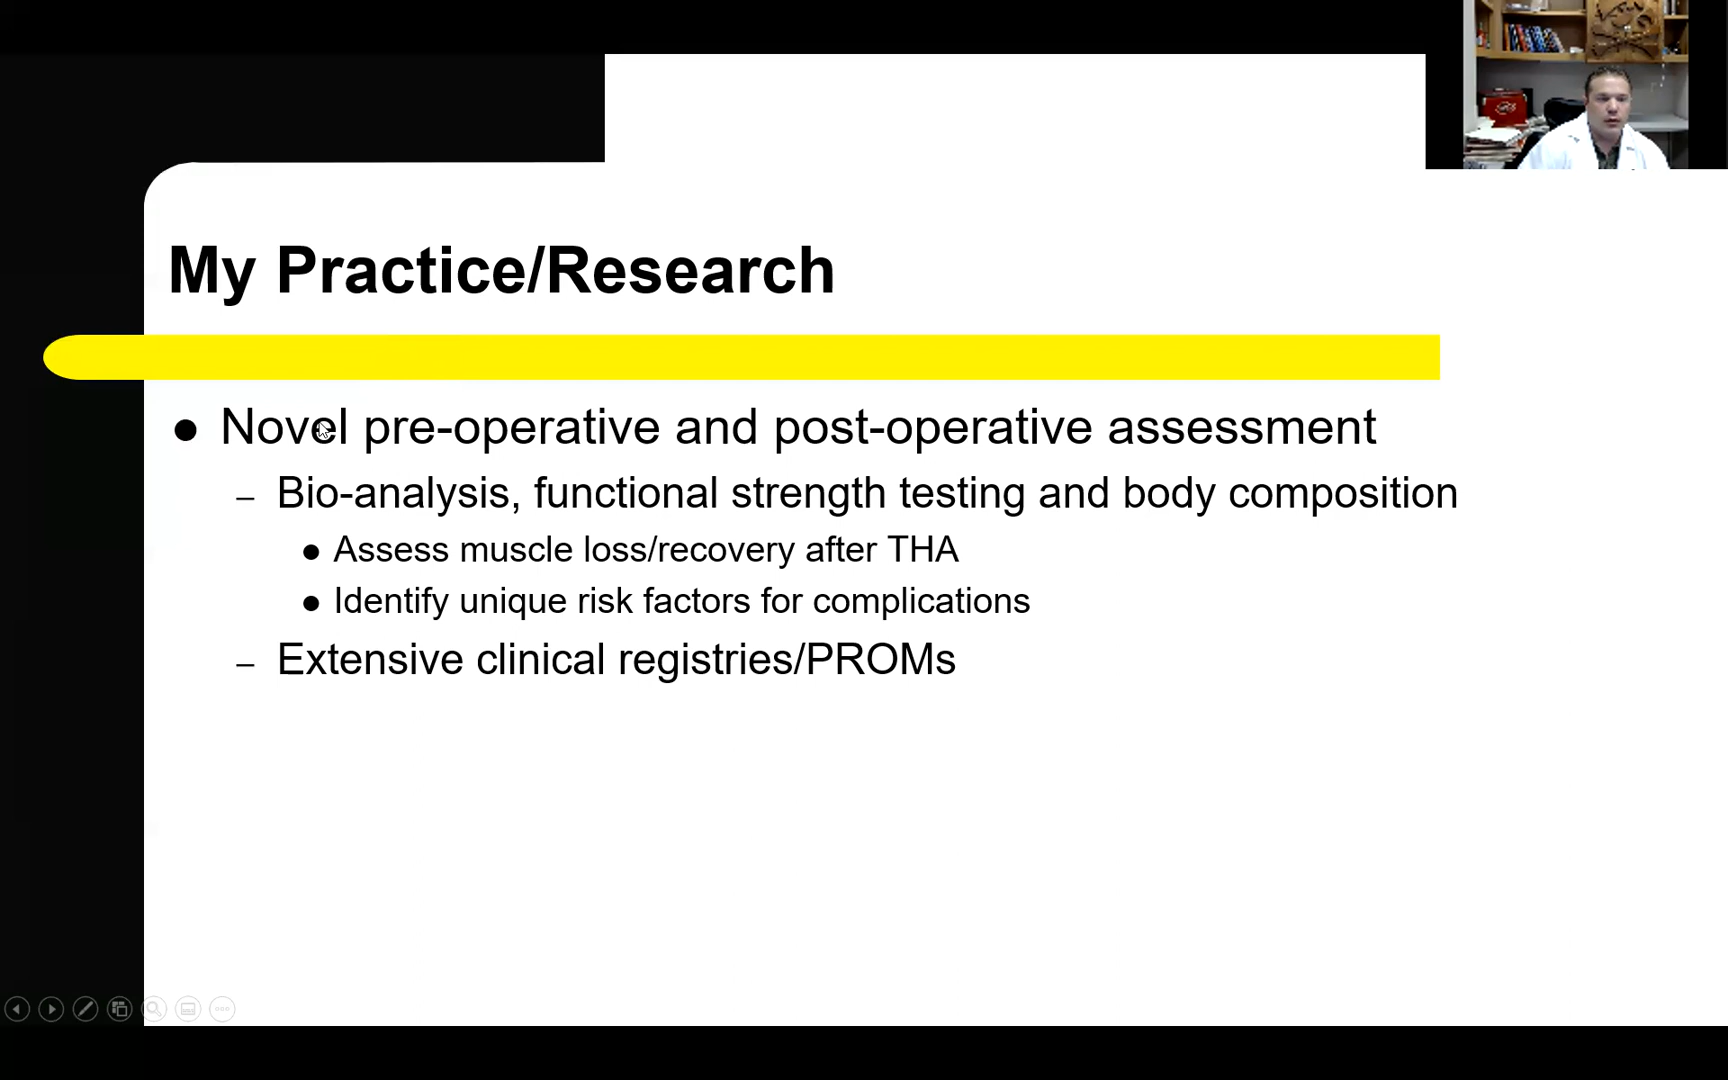 My Practice/Research
Novel pre-operative and post-operative assessment
– Bio-analysis, functional strength testing and body composition
Assess muscle loss/recovery after THA
Identify unique risk factors for complications
– Extensive clinical registries/PROMs